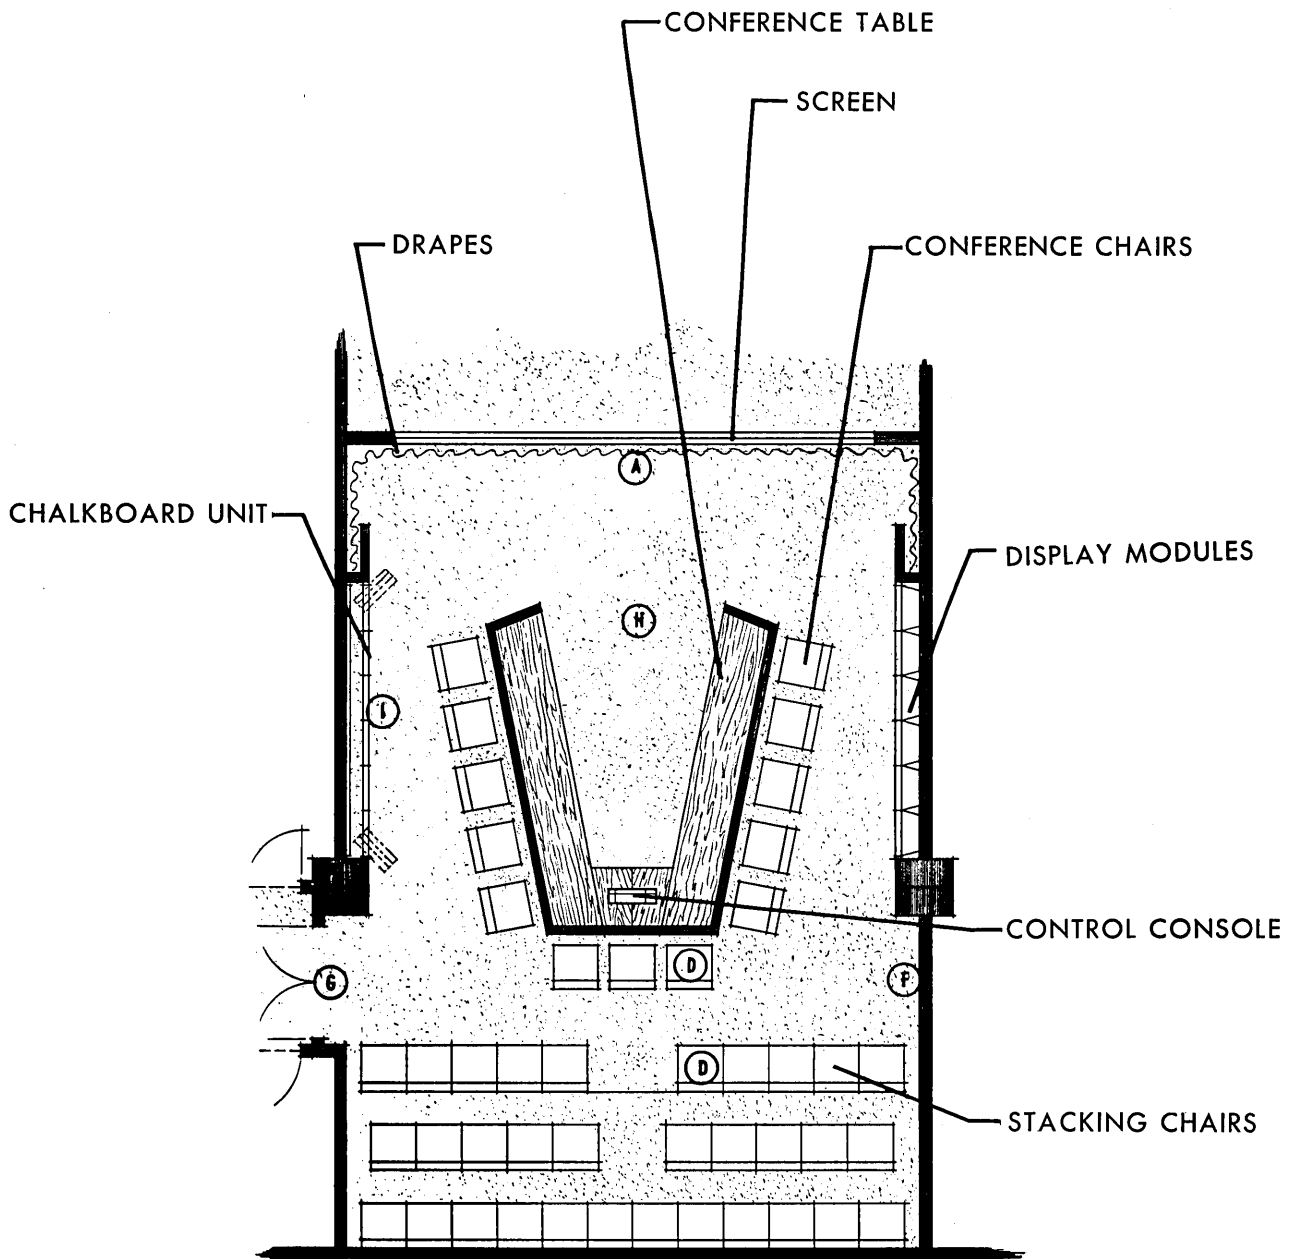 CONFERENCE TABLE
SCREEN
DRAPES
CONFERENCE CHAIRS
A
CHALKBOARD UNIT
DISPLAY MODULES
H
CONTROL CONSOLE
D
G
F
D
STACKING CHAIRS